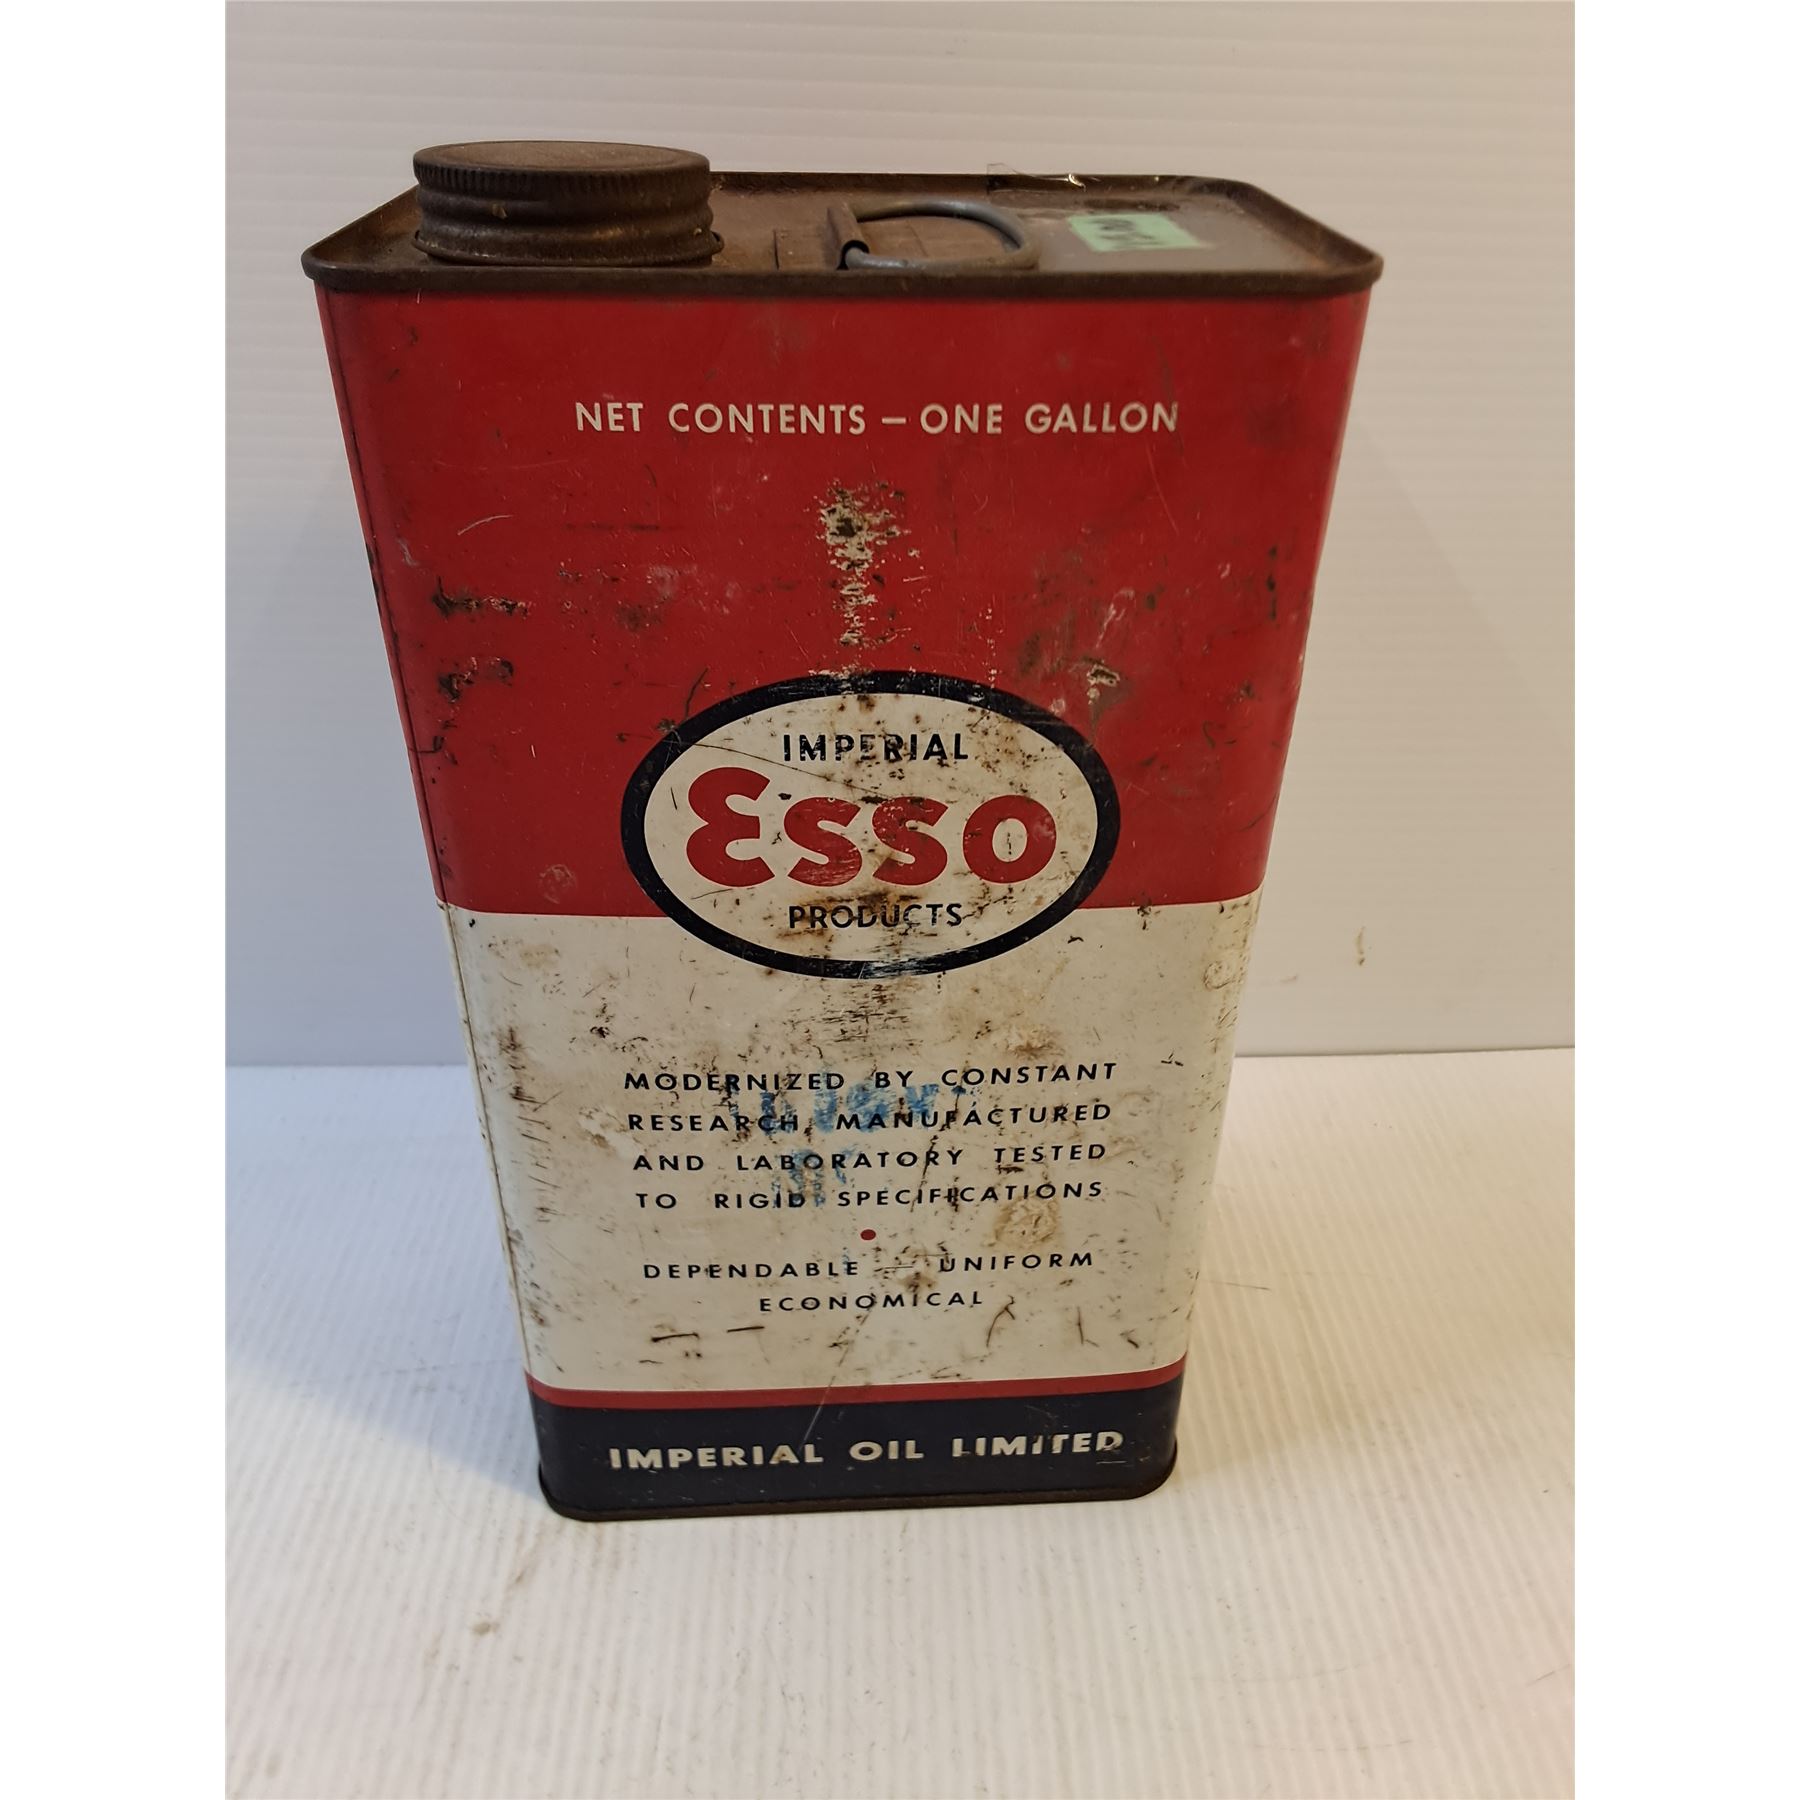 NET CONTENTS — ONE GALLON
IMPERIAL
Esso
PRODUCTS
MODERNIZED BY CONSTANT
RESEARCH, MANUFACTURED
AND LABORATORY TESTED
TO RIGID SPECIFICATIONS
DEPENDABLE — UNIFORM
ECONOMICAL
IMPERIAL OIL LIMITED